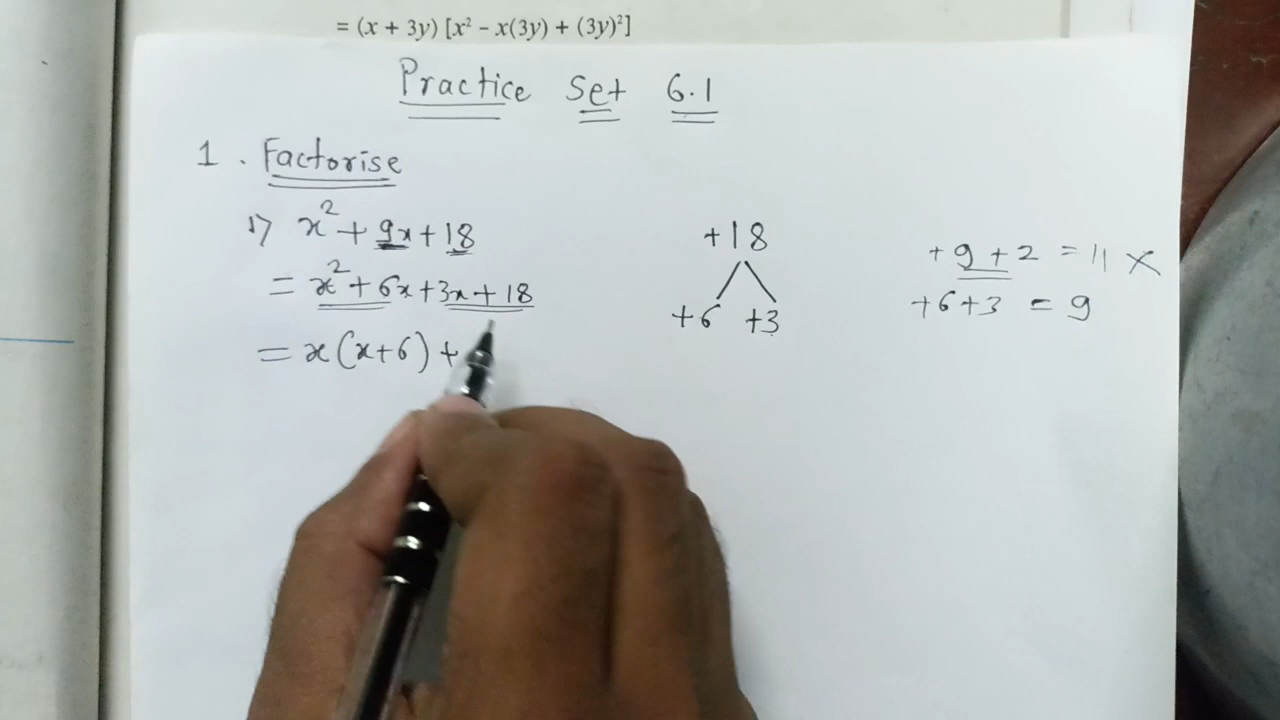 = (x + 3y) [x² – x(3y) + (3y)²]
Practice Set 6.1
1. Factorise
1) x² + 9x + 18
= x² + 6x + 3x + 18
= x(x+6) +
+18
+6 +3
+9+2 = 11 ×
+6+3 = 9